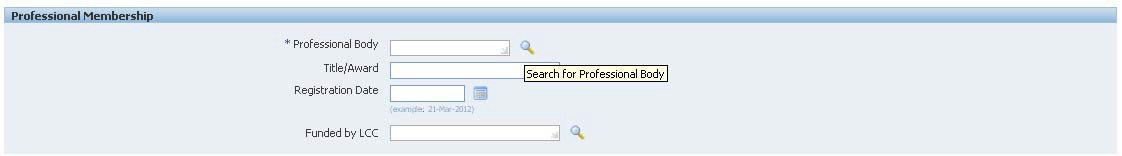 Professional Membership
* Professional Body
Title/Award
Search for Professional Body
Registration Date
(example: 21-Mar-2012)
Funded by LCC